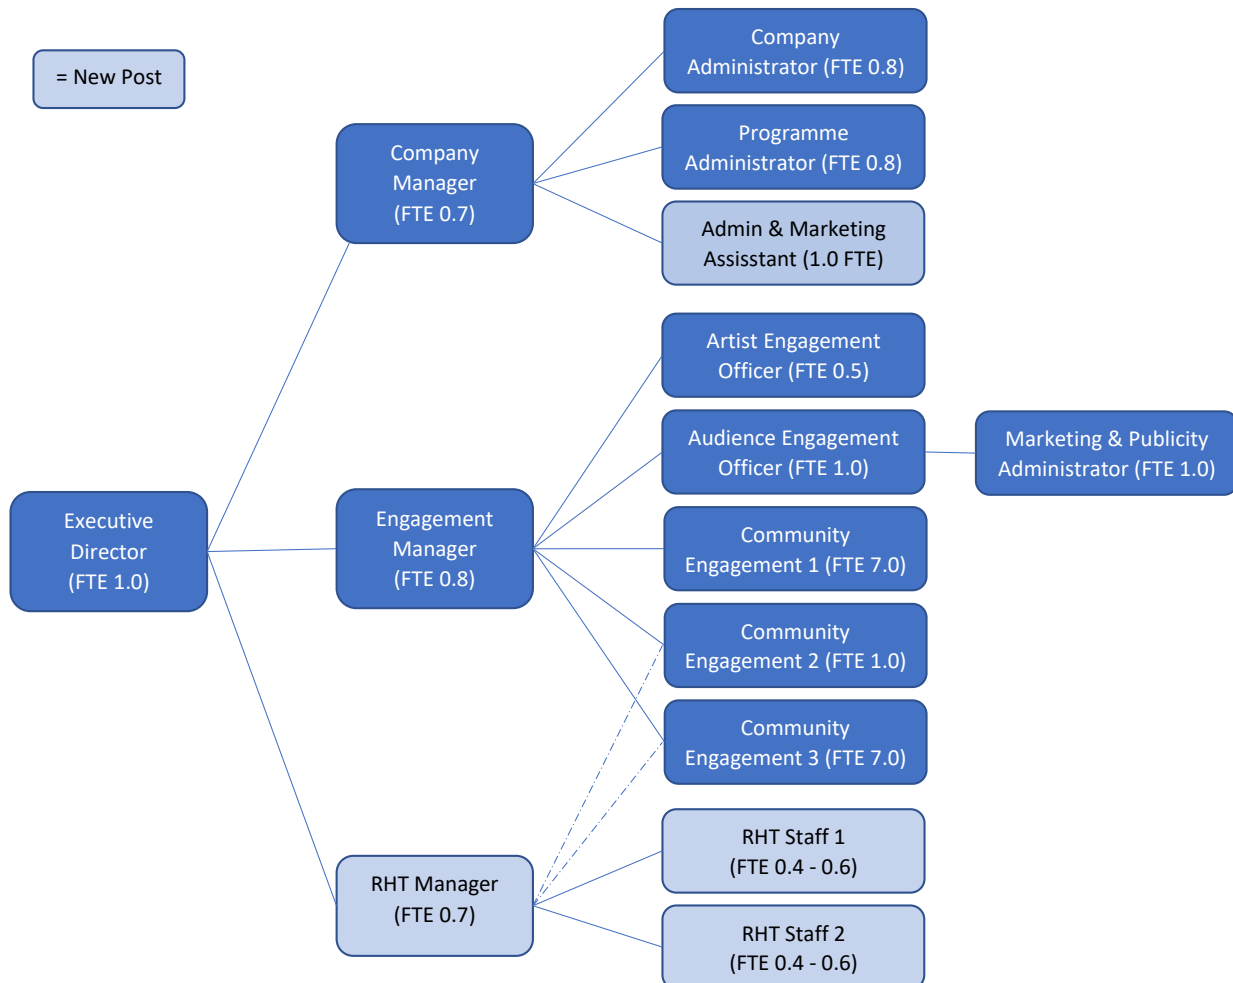 = New Post
Company
Administrator (FTE 0.8)
Programme
Administrator (FTE 0.8)
Admin & Marketing
Assisstant (1.0 FTE)
Company
Manager
(FTE 0.7)
Artist Engagement
Officer (FTE 0.5)
Audience Engagement
Officer (FTE 1.0)
Marketing & Publicity
Administrator (FTE 1.0)
Executive
Director
(FTE 1.0)
Engagement
Manager
(FTE 0.8)
Community
Engagement 1 (FTE 7.0)
Community
Engagement 2 (FTE 1.0)
Community
Engagement 3 (FTE 7.0)
RHT Manager
(FTE 0.7)
RHT Staff 1
(FTE 0.4 - 0.6)
RHT Staff 2
(FTE 0.4 - 0.6)